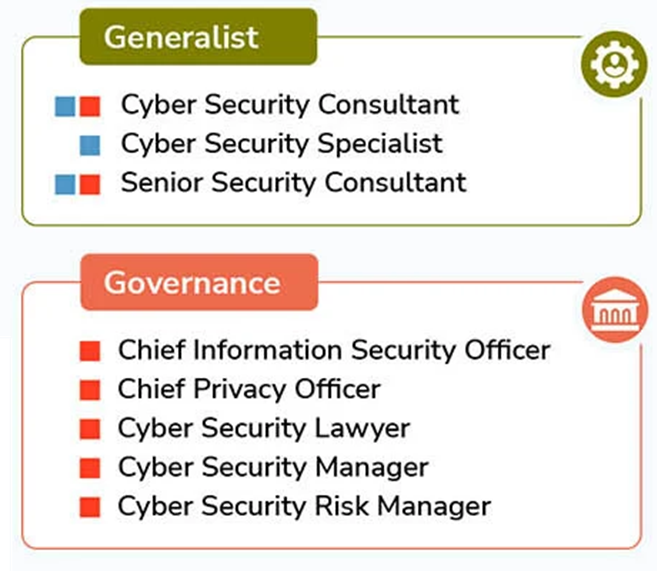 Generalist
Cyber Security Consultant
Cyber Security Specialist
Senior Security Consultant
Governance
Chief Information Security Officer
Chief Privacy Officer
Cyber Security Lawyer
Cyber Security Manager
Cyber Security Risk Manager